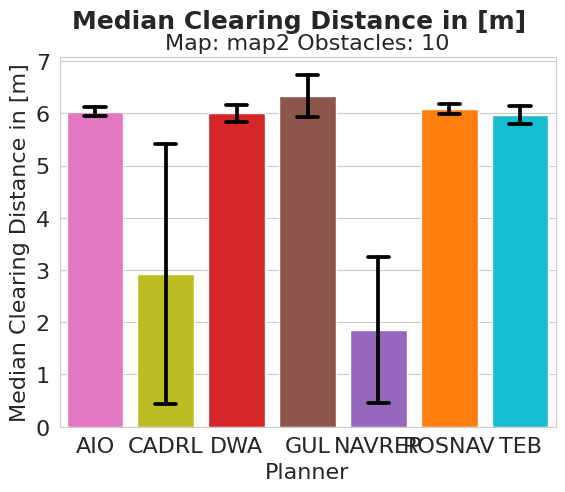 Median Clearing Distance in [m]
Map: map2 Obstacles: 10
Median Clearing Distance in [m]
7
6
5
4
3
2
1
0
AIO CADRL DWA GUL NAVREP ROSNAV TEB
Planner